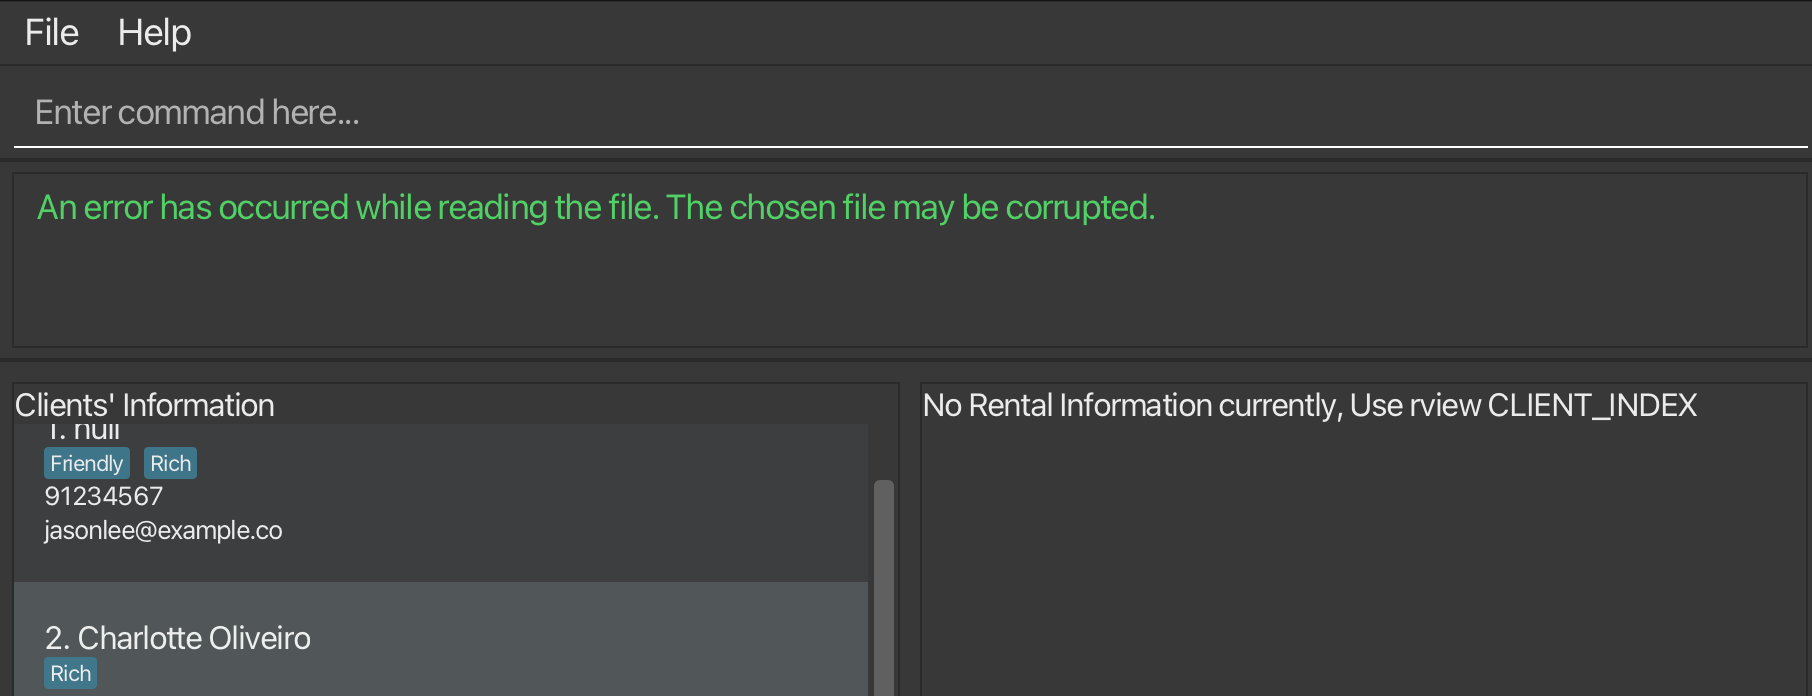 File Help
Enter command here...
An error has occurred while reading the file. The chosen file may be corrupted.
Clients' Information
1. null
Friendly Rich
91234567
jasonlee@example.co
2. Charlotte Oliveiro
Rich
No Rental Information currently, Use rview CLIENT_INDEX